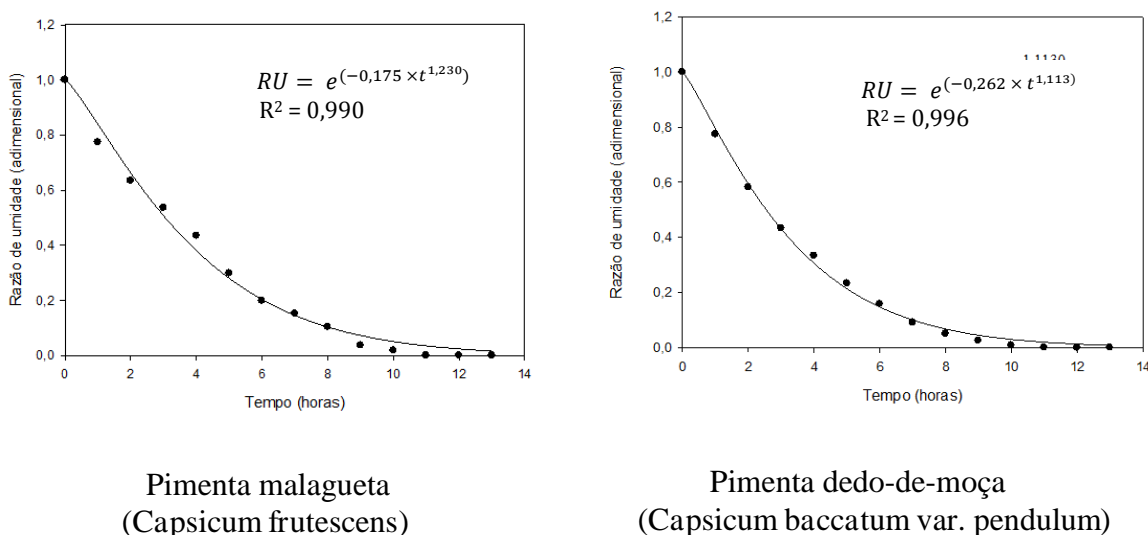 1,2
1,0
0,8
0,6
0,4
0,2
0,0
Razão de umidade (adimensional)
RU = e^(−0,175 ×t^1,230)
R² = 0,990
0 2 4 6 8 10 12 14
Tempo (horas)
Pimenta malagueta
(Capsicum frutescens)
1,2
1,0
0,8
0,6
0,4
0,2
0,0
Razão de umidade (adimensional)
1,1130
RU = e^(−0,262 × t^1,113)
R² = 0,996
0 2 4 6 8 10 12 14
Tempo (horas)
Pimenta dedo-de-moça
(Capsicum baccatum var. pendulum)